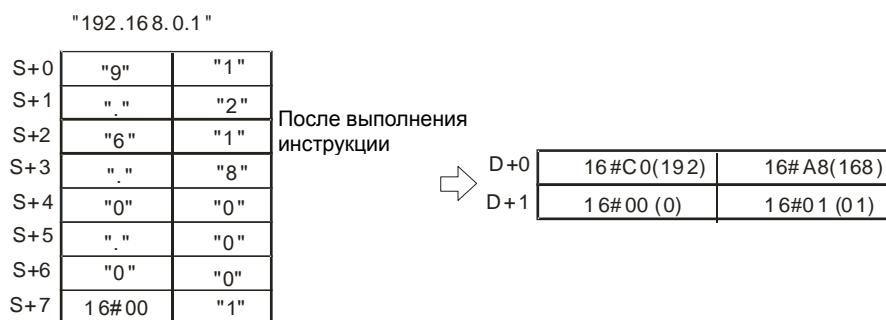 "192.168.0.1"
S+0 "9" "1"
S+1 "." "2"
S+2 "6" "1"
S+3 "." "8"
S+4 "0" "0"
S+5 "." "0"
S+6 "0" "0"
S+7 16#00 "1"
После выполнения
инструкции
D+0 16#C0(192) 16#A8(168)
D+1 16#00 (0) 16#01 (01)